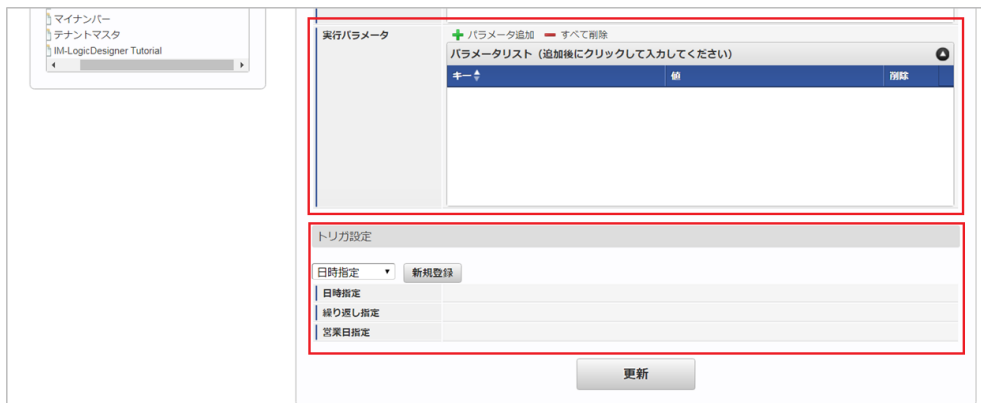 マイナンバー
テナントマスタ
IM-LogicDesigner Tutorial
実行パラメータ
パラメータ追加 すべて削除
パラメータリスト（追加後にクリックして入力してください）
キー 値 削除
トリガ設定
日時指定 新規登録
日時指定
繰り返し指定
営業日指定
更新